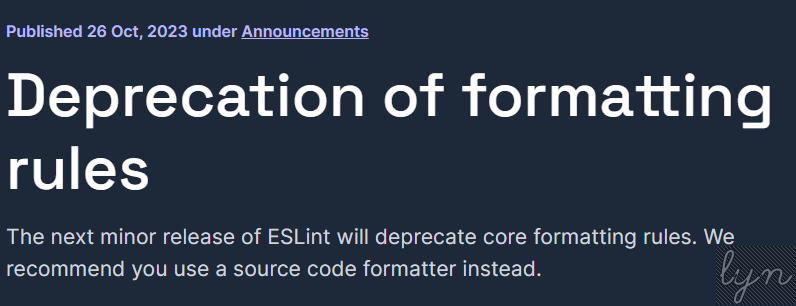 Published 26 Oct, 2023 under Announcements
Deprecation of formatting
rules
The next minor release of ESLint will deprecate core formatting rules. We
recommend you use a source code formatter instead.
lyn